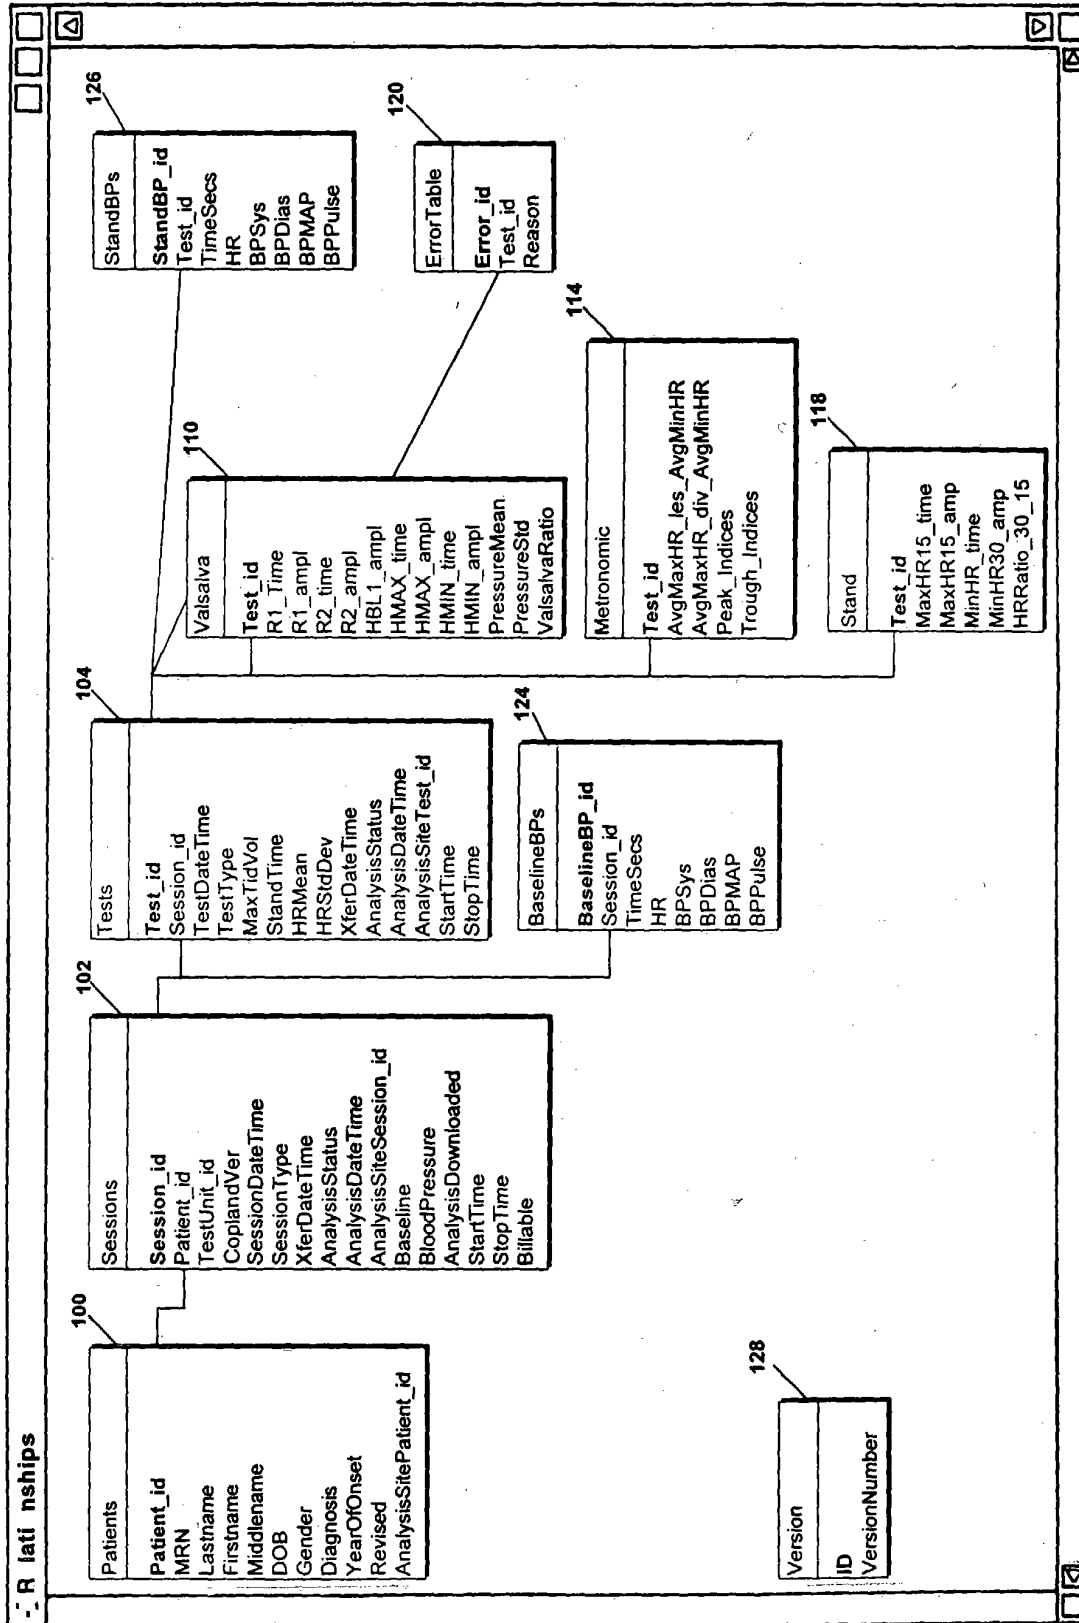 R lati nships
100
Patients
Patient_id
MRN
Lastname
Firstname
Middlename
DOB
Gender
Diagnosis
YearOfOnset
Revised
AnalysisSitePatient_id
102
Sessions
Session_id
Patient_id
TestUnit_id
CoplandVer
SessionDateTime
SessionType
XferDateTime
AnalysisStatus
AnalysisDateTime
AnalysisSiteSession_id
Baseline
BloodPressure
AnalysisDownloaded
StartTime
StopTime
Billable
104
Tests
Test_id
Session_id
TestDateTime
TestType
MaxTidVol
StandTime
HRMean
HRStdDev
XferDateTime
AnalysisStatus
AnalysisDateTime
AnalysisSiteTest_id
StartTime
StopTime
124
BaselineBPs
BaselineBP_id
Session_id
TimeSecs
HR
BPSys
BPDias
BPMAP
BPPulse
126
StandBPs
StandBP_id
Test_id
TimeSecs
HR
BPSys
BPDias
BPMAP
BPPulse
110
Valsalva
Test_id
R1_Time
R1_ampl
R2_time
R2_ampl
HBL1_ampl
HMAX_time
HMAX_ampl
HMIN_time
HMIN_ampl
PressureMean
PressureStd
ValsalvaRatio
120
ErrorTable
Error_id
Test_id
Reason
114
Metronomic
Test_id
AvgMaxHR_les_AvgMinHR
AvgMaxHR_div_AvgMinHR
Peak_Indices
Trough_Indices
118
Stand
Test_id
MaxHR15_time
MaxHR15_amp
MinHR_time
MinHR30_amp
HRRatio_30_15
128
Version
ID
VersionNumber